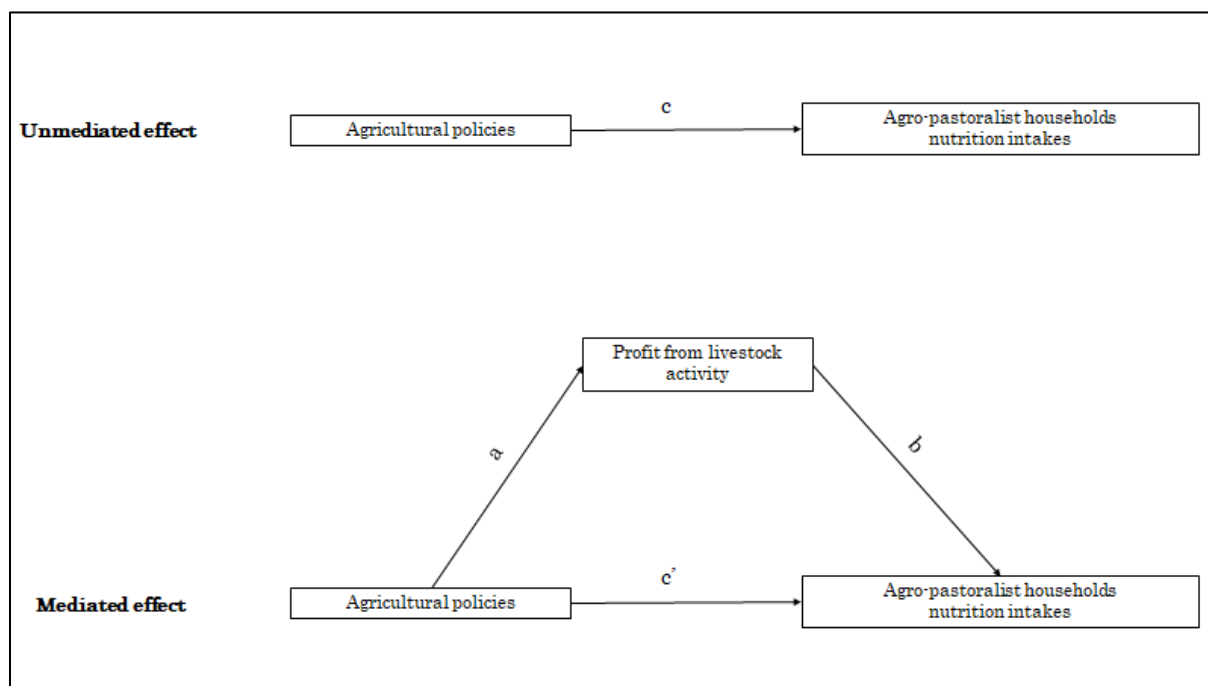 c
Unmediated effect
Agricultural policies
Agro-pastoralist households
nutrition intakes
Profit from livestock
activity
a
b
c’
Mediated effect
Agricultural policies
Agro-pastoralist households
nutrition intakes